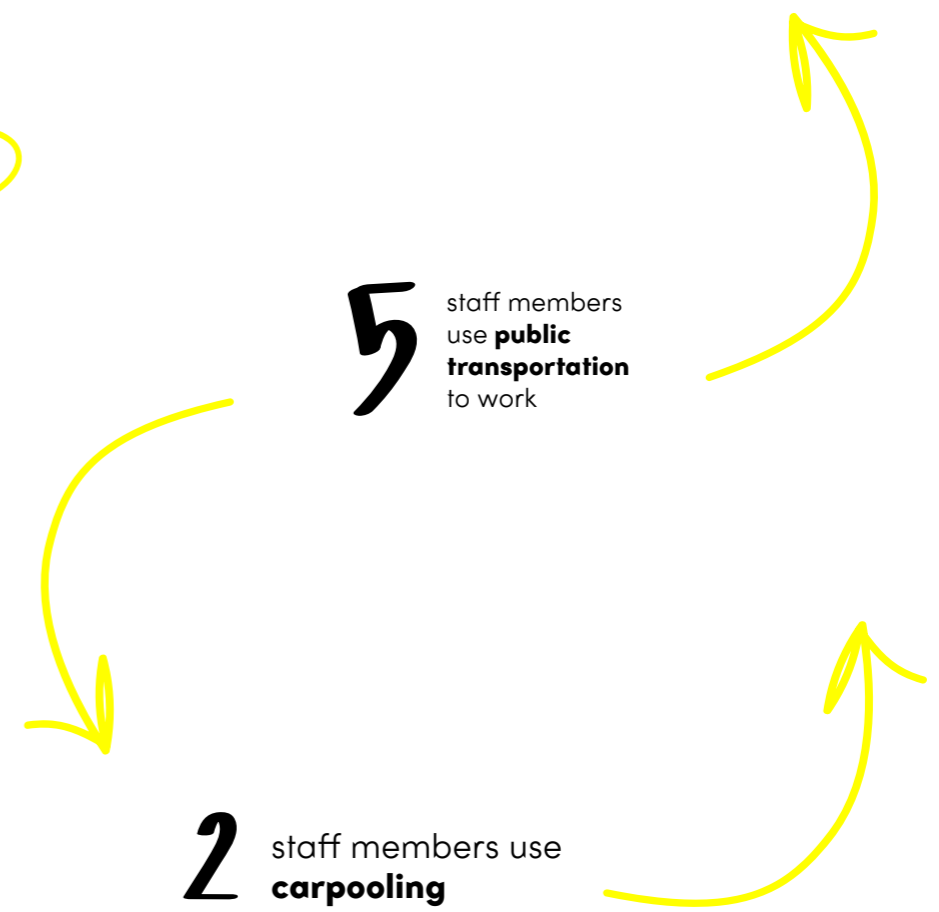 5
staff members
use public
transportation
to work
2
staff members use
carpooling